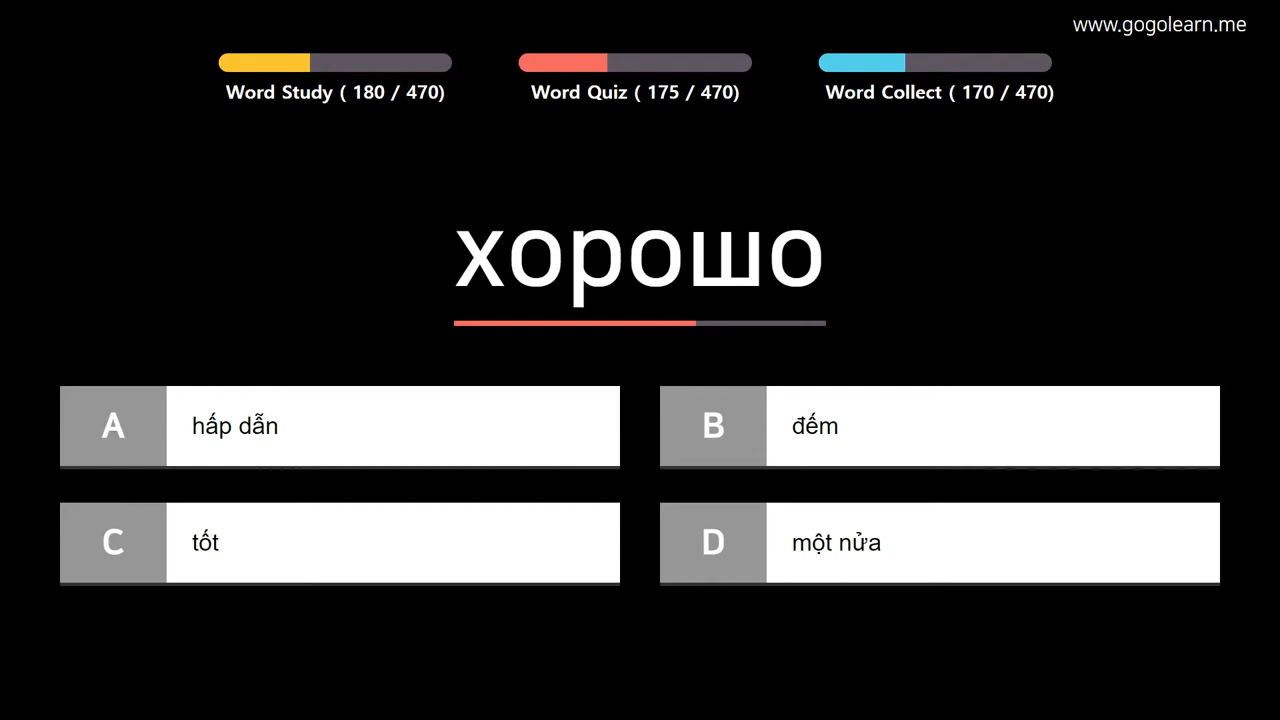 www.gogolearn.me
Word Study ( 180 / 470)
Word Quiz ( 175 / 470)
Word Collect ( 170 / 470)
хорошо
A hấp dẫn
B đếm
C tốt
D một nửa